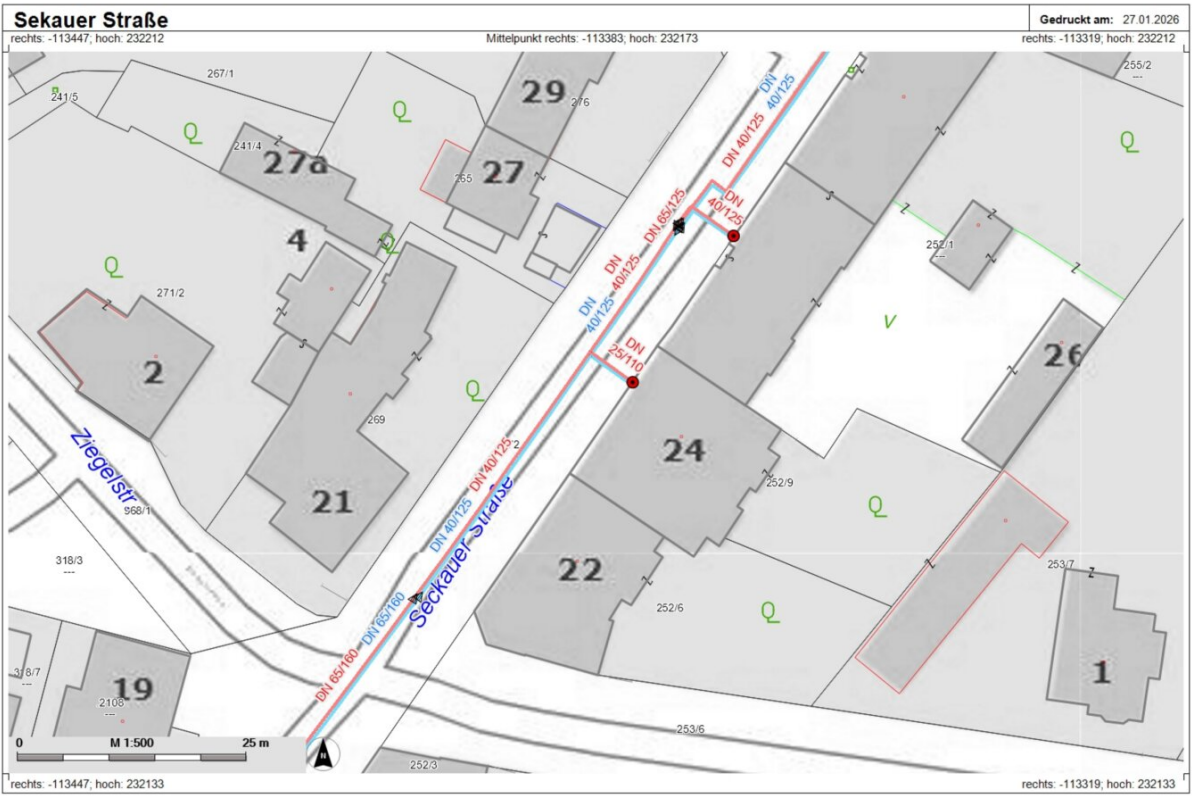 Sekauer Straße
Gedruckt am: 27.01.2026
rechts: -113447; hoch: 232212
Mittelpunkt rechts: -113383; hoch: 232173
rechts: -113319; hoch: 232212
267/1
241/5
29
276
DN 40/125
255/2
241/4
27a
265
27
DN 40/125
DN 65/125
DN 40/125
4
252/1
271/2
DN 40/125
DN 40/125
V
DN 25/110
26
2
269
24
252/9
Ziegelstr
968/1
21
DN 40/125
DN 40/125
Seckauer Straße
318/3
22
252/6
253/7
DN 65/160
DN 65/160
1
19
2108
253/6
252/3
0 M 1:500 25 m
N
rechts: -113447; hoch: 232133
rechts: -113319; hoch: 232133